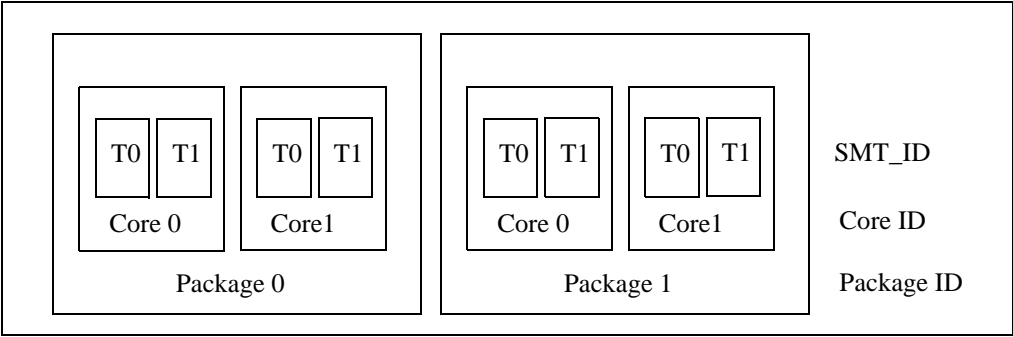 T0 T1 T0 T1 T0 T1 T0 T1 SMT_ID
Core 0 Core1 Core 0 Core1 Core ID
Package 0 Package 1 Package ID